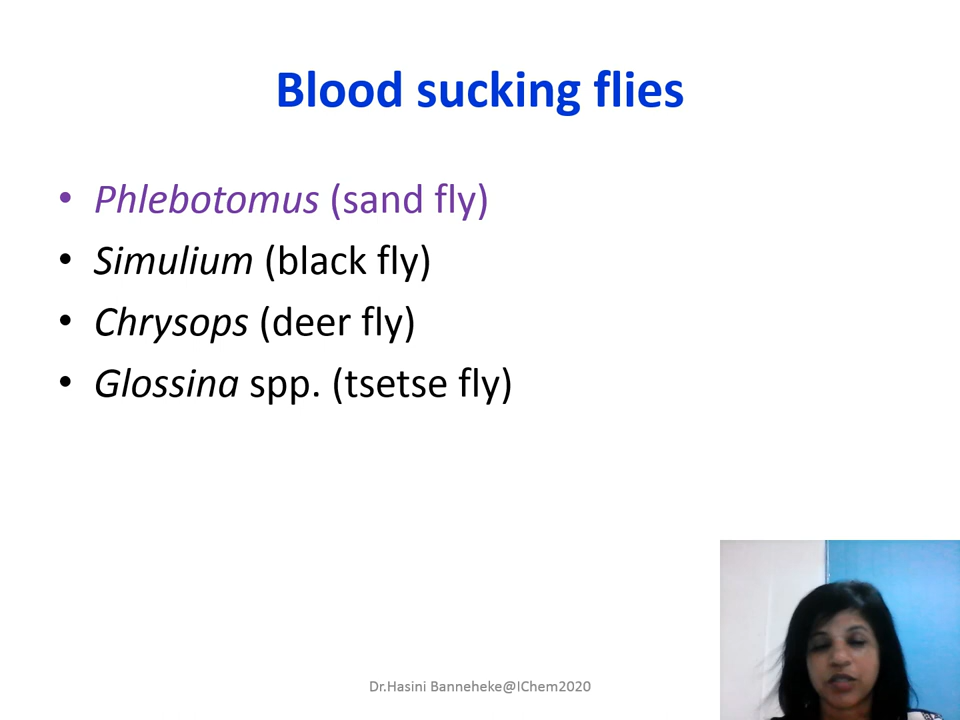 Blood sucking flies
• Phlebotomus (sand fly)
• Simulium (black fly)
• Chrysops (deer fly)
• Glossina spp. (tsetse fly)
Dr.Hasini Banneheke@IChem2020